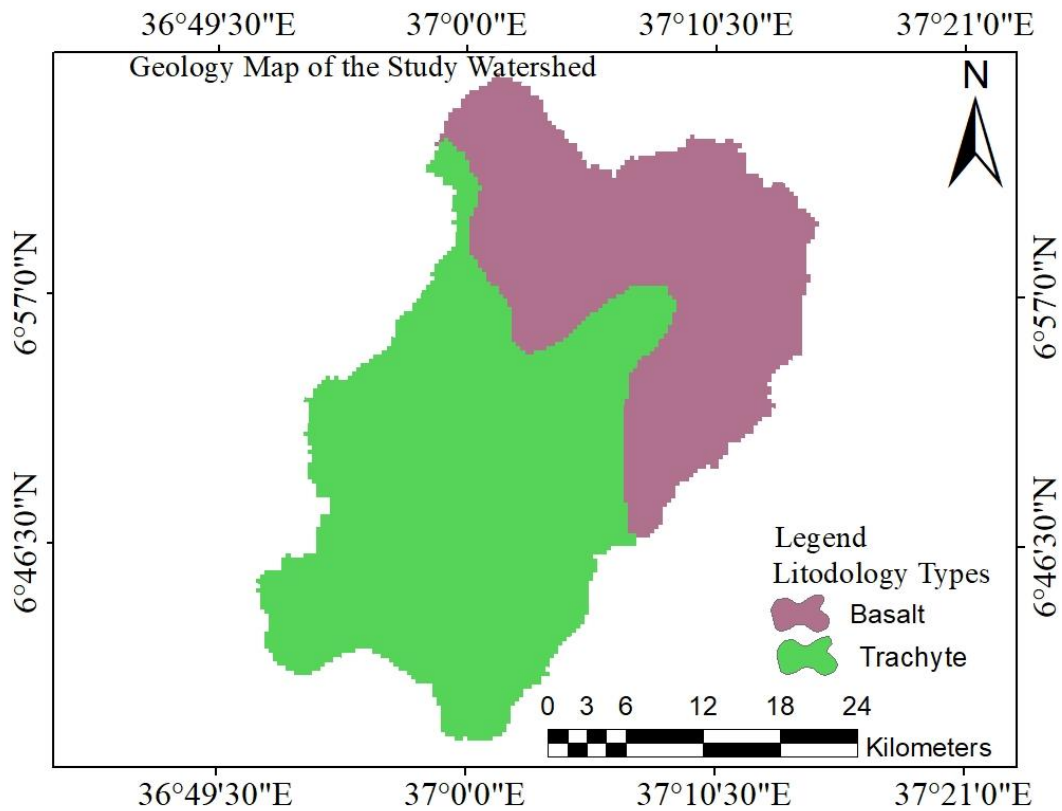 36°49'30"E 37°0'0"E 37°10'30"E 37°21'0"E
Geology Map of the Study Watershed
N
6°57'0"N 6°57'0"N
6°46'30"N 6°46'30"N
Legend
Litodology Types
Basalt
Trachyte
0 3 6 12 18 24
Kilometers
36°49'30"E 37°0'0"E 37°10'30"E 37°21'0"E